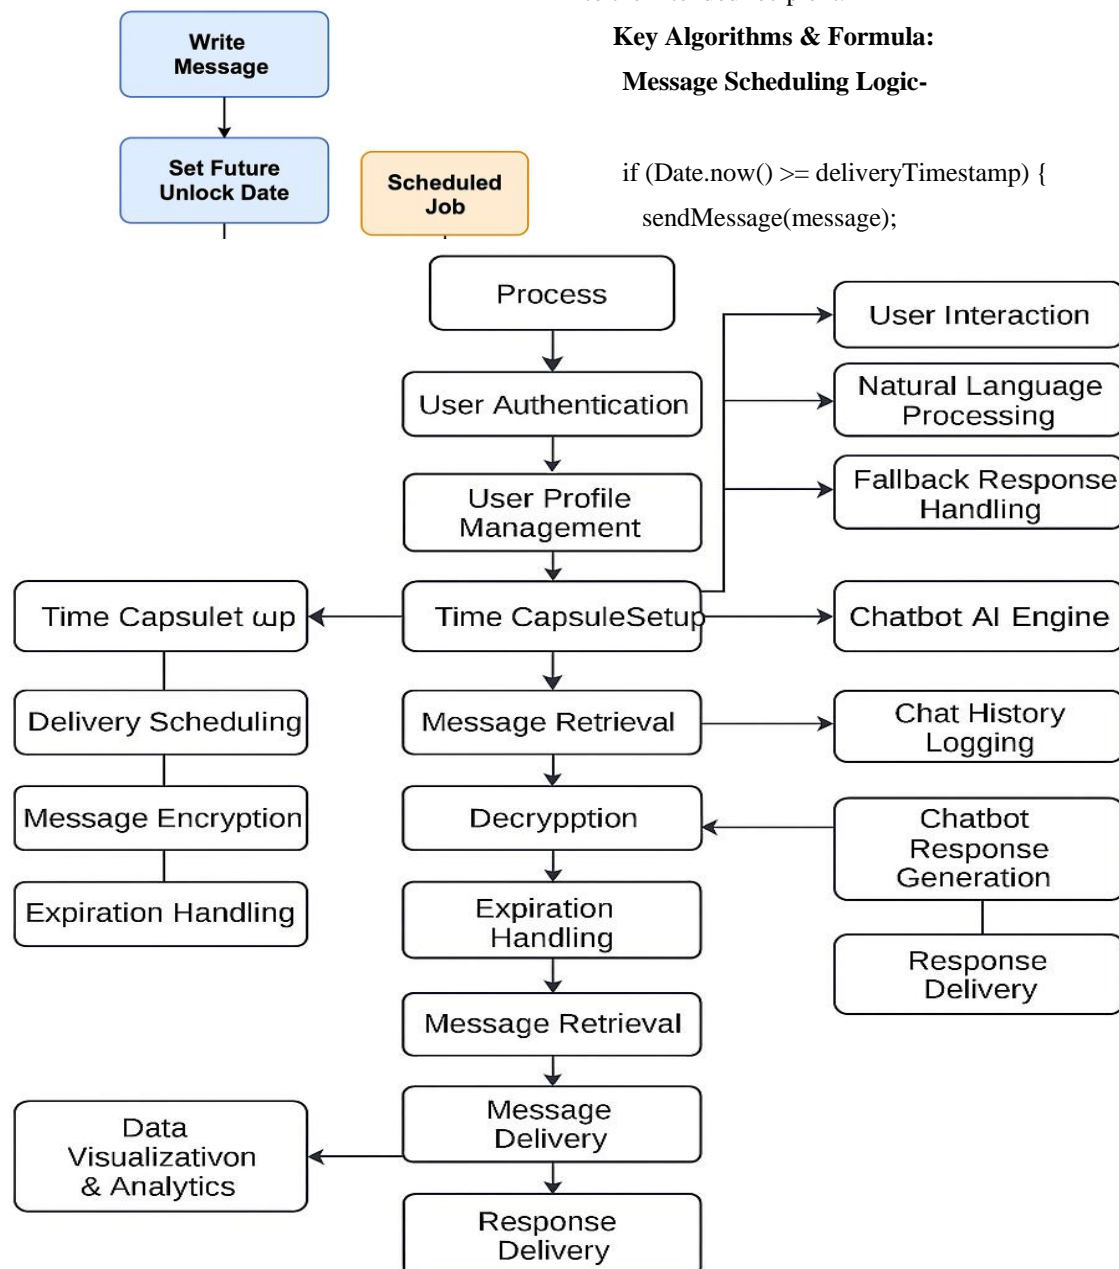 Write
Message
Set Future
Unlock Date
Scheduled
Job
Key Algorithms & Formula:
Message Scheduling Logic-
if (Date.now() >= deliveryTimestamp) {
sendMessage(message);
Process
User Authentication
User Profile
Management
Time CapsuleSetup
Message Retrieval
Decrypption
Expiration
Handling
Message Retrieval
Message
Delivery
Response
Delivery
Time Capsulet ɯp
Delivery Scheduling
Message Encryption
Expiration Handling
Data
Visualizativon
& Analytics
User Interaction
Natural Language
Processing
Fallback Response
Handling
Chatbot AI Engine
Chat History
Logging
Chatbot
Response
Generation
Response
Delivery